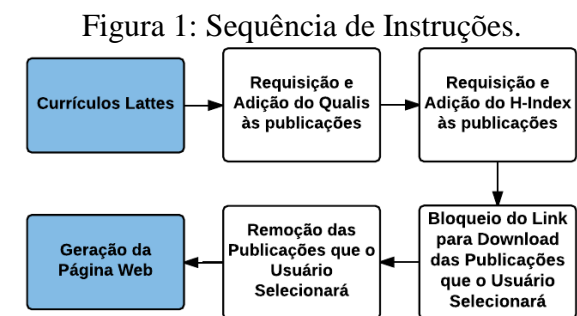 Figura 1: Sequência de Instruções.
Currículos Lattes
Requisição e
Adição do Qualis
às publicações
Requisição e
Adição do H-Index
às publicações
Bloqueio do Link
para Download
das Publicações
que o Usuário
Selecionará
Remoção das
Publicações que o
Usuário
Selecionará
Geração da
Página Web